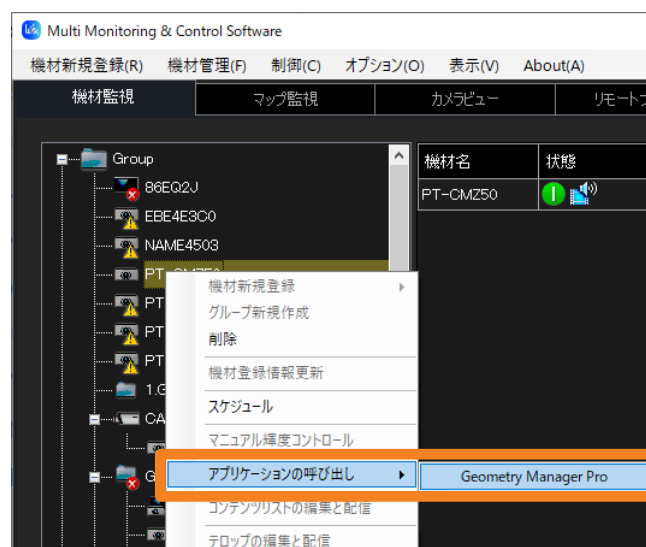 Multi Monitoring & Control Software
機材新規登録(R) 機材管理(F) 制御(C) オプション(O) 表示(V) About(A)
機材監視 マップ監視 カメラビュー
Group
機材名 状態
86EQ2J
PT-CMZ50
EBE4E3C0
NAME4503
機材新規登録
グループ新規作成
削除
機材登録情報更新
スケジュール
マニュアル輝度コントロール
アプリケーションの呼び出し Geometry Manager Pro
コンテンツリストの編集と配信
テロップの編集と配信
PT
PT
PT
PT
1.G
CA
G